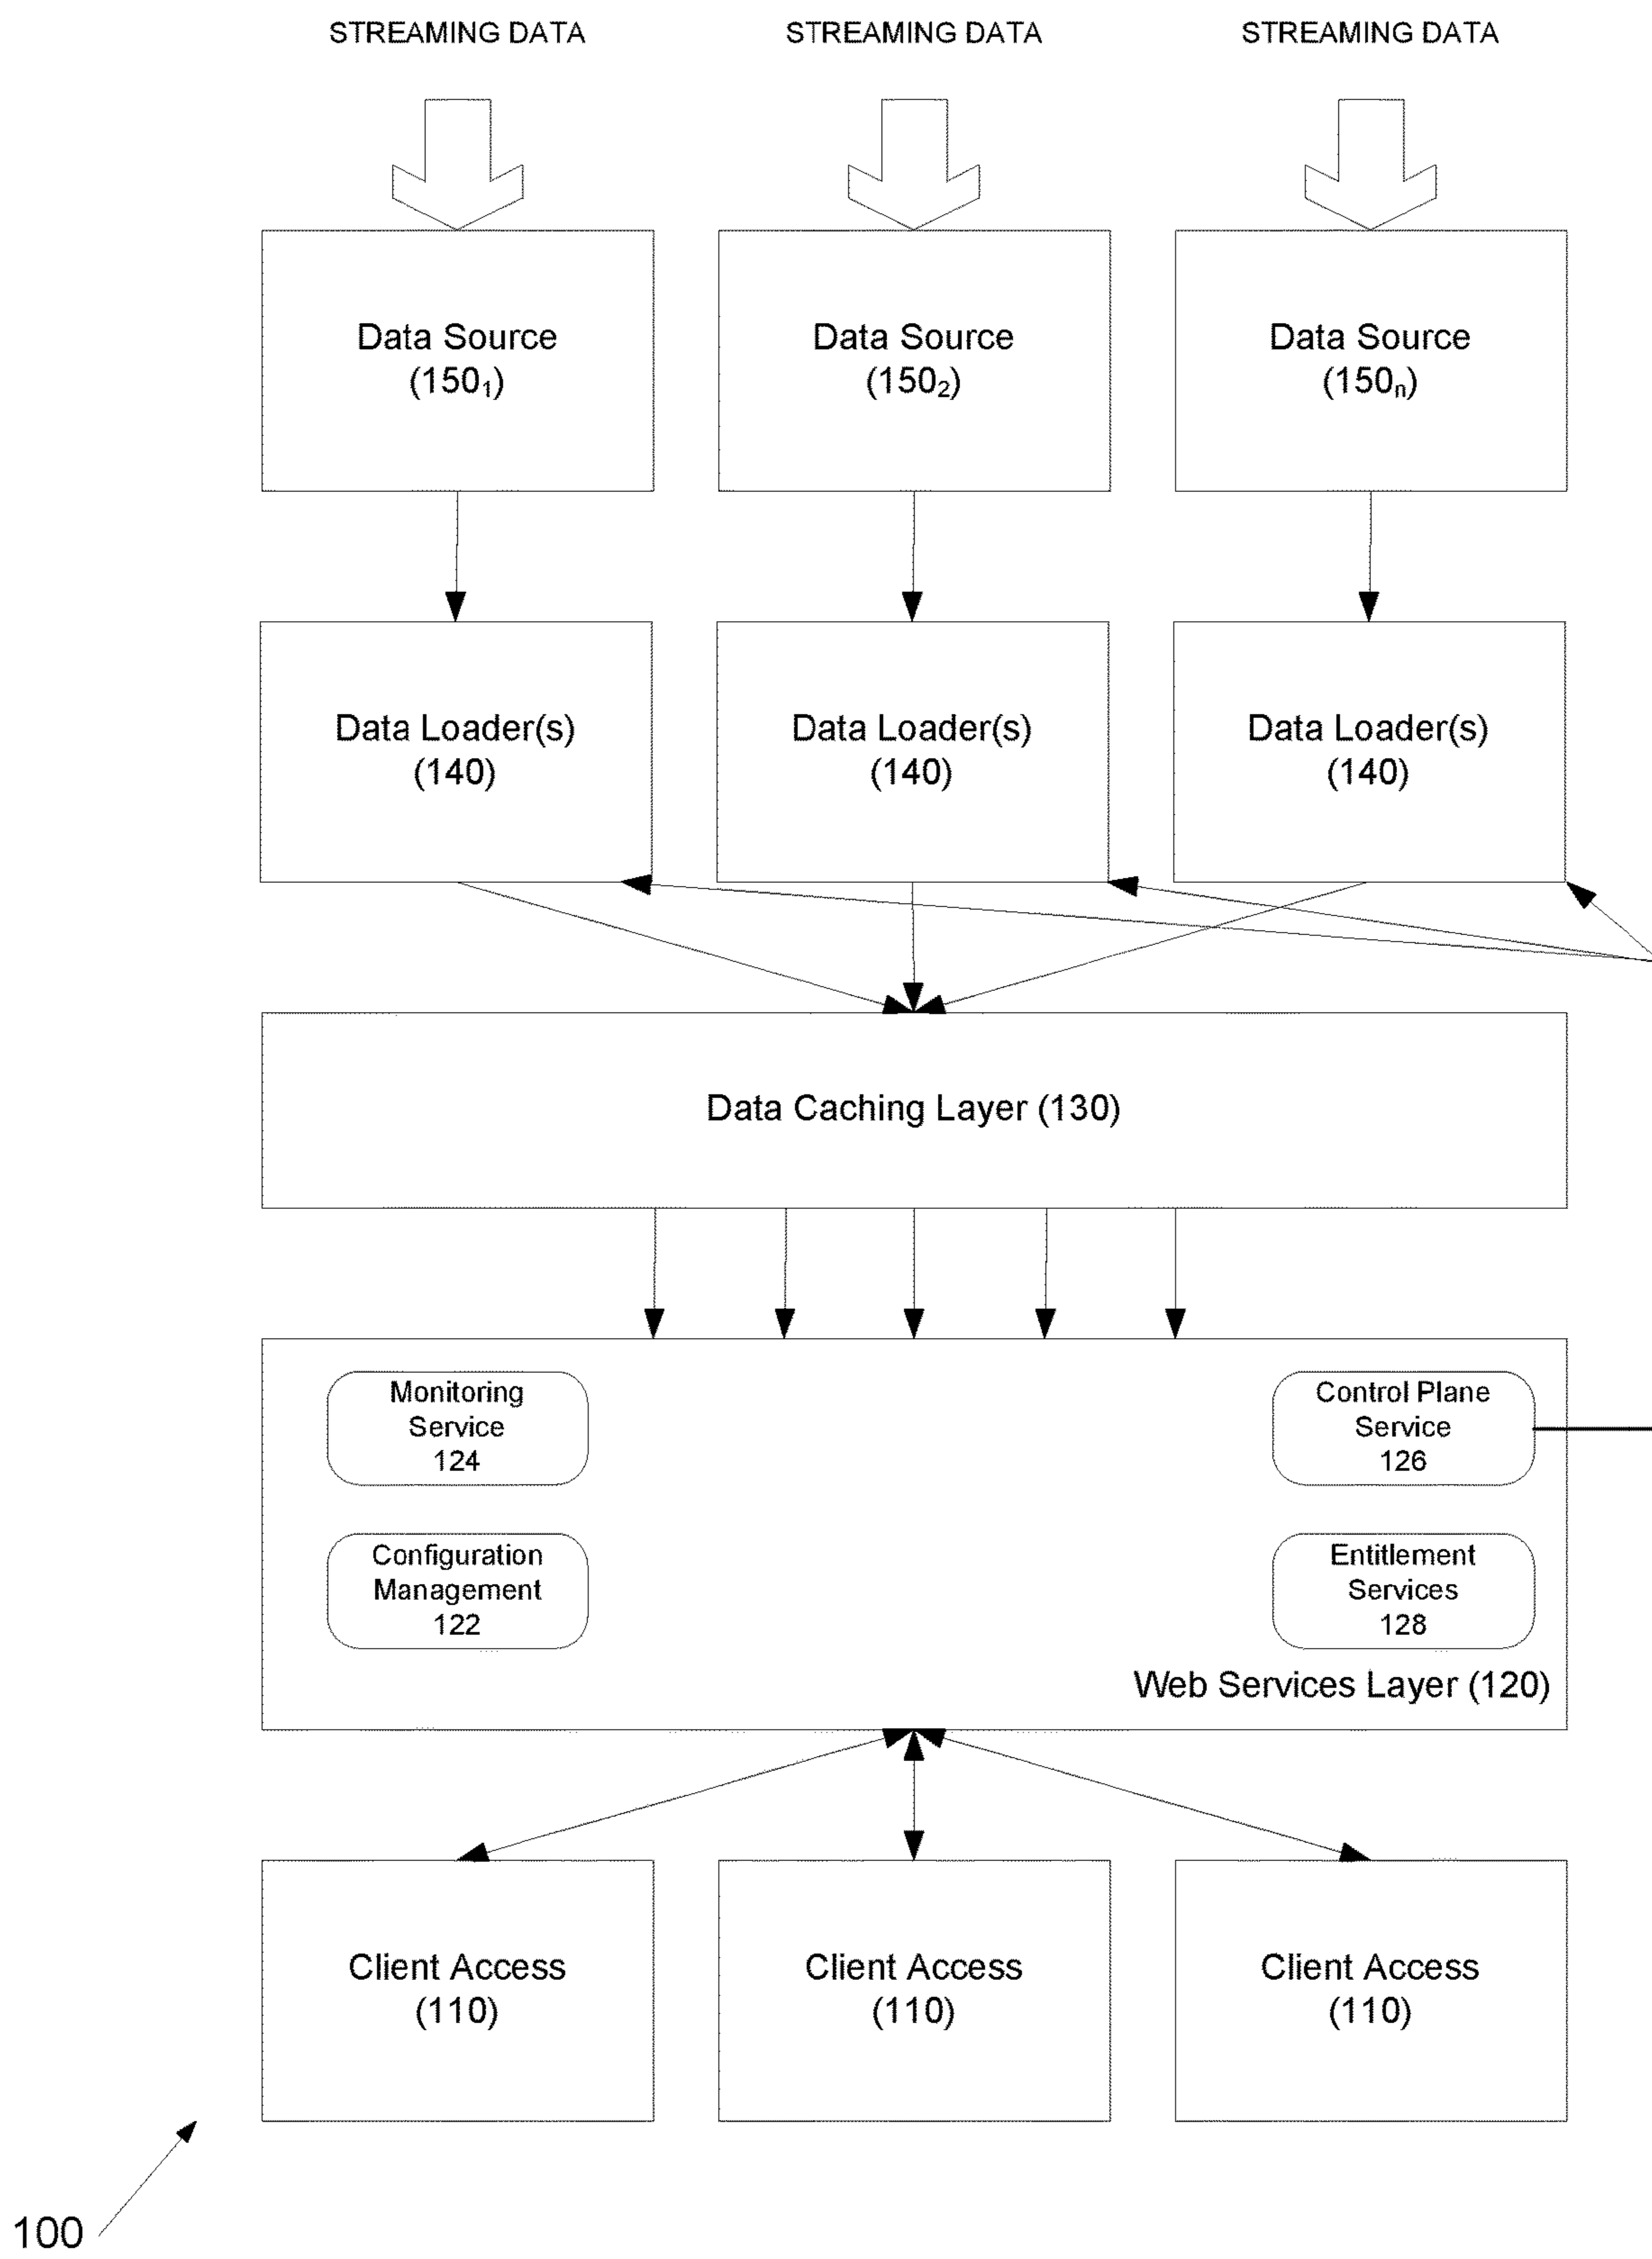 STREAMING DATA
STREAMING DATA
STREAMING DATA
Data Source
(150₁)
Data Source
(150₂)
Data Source
(150ₙ)
Data Loader(s)
(140)
Data Loader(s)
(140)
Data Loader(s)
(140)
Data Caching Layer (130)
Monitoring
Service
124
Control Plane
Service
126
Configuration
Management
122
Entitlement
Services
128
Web Services Layer (120)
Client Access
(110)
Client Access
(110)
Client Access
(110)
100